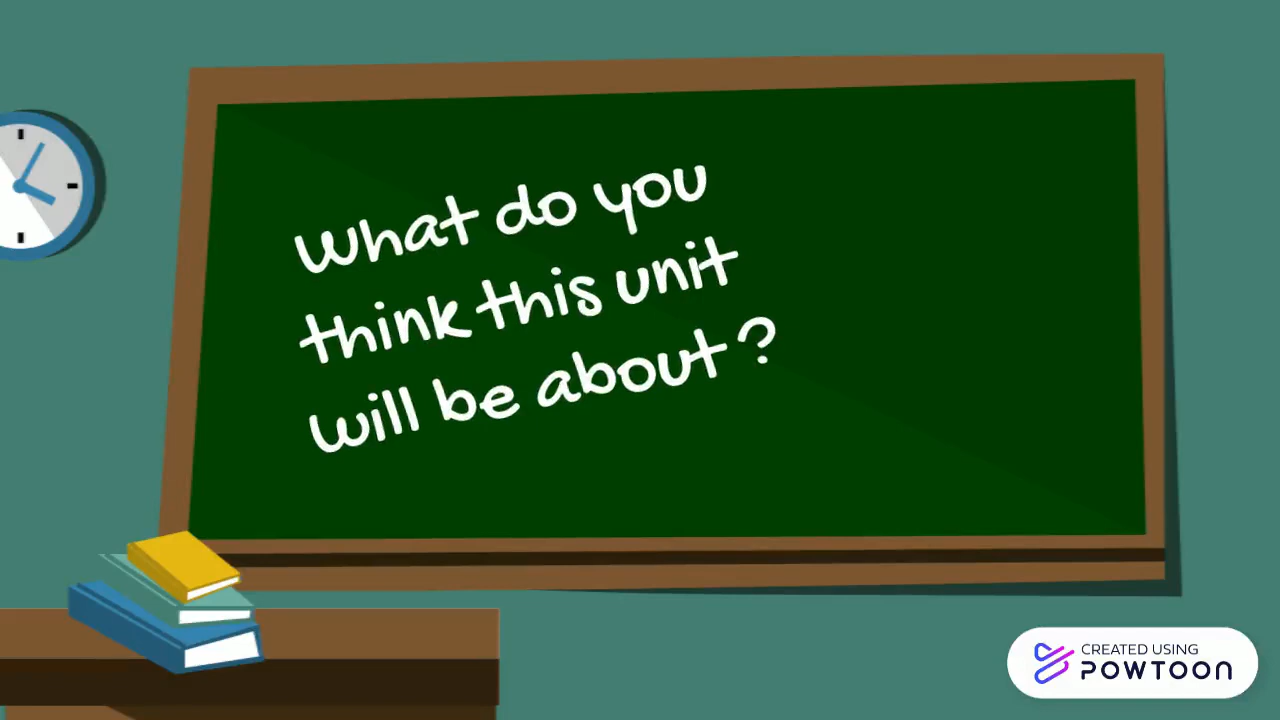 What do you
think this unit
will be about?
CREATED USING
POWTOON